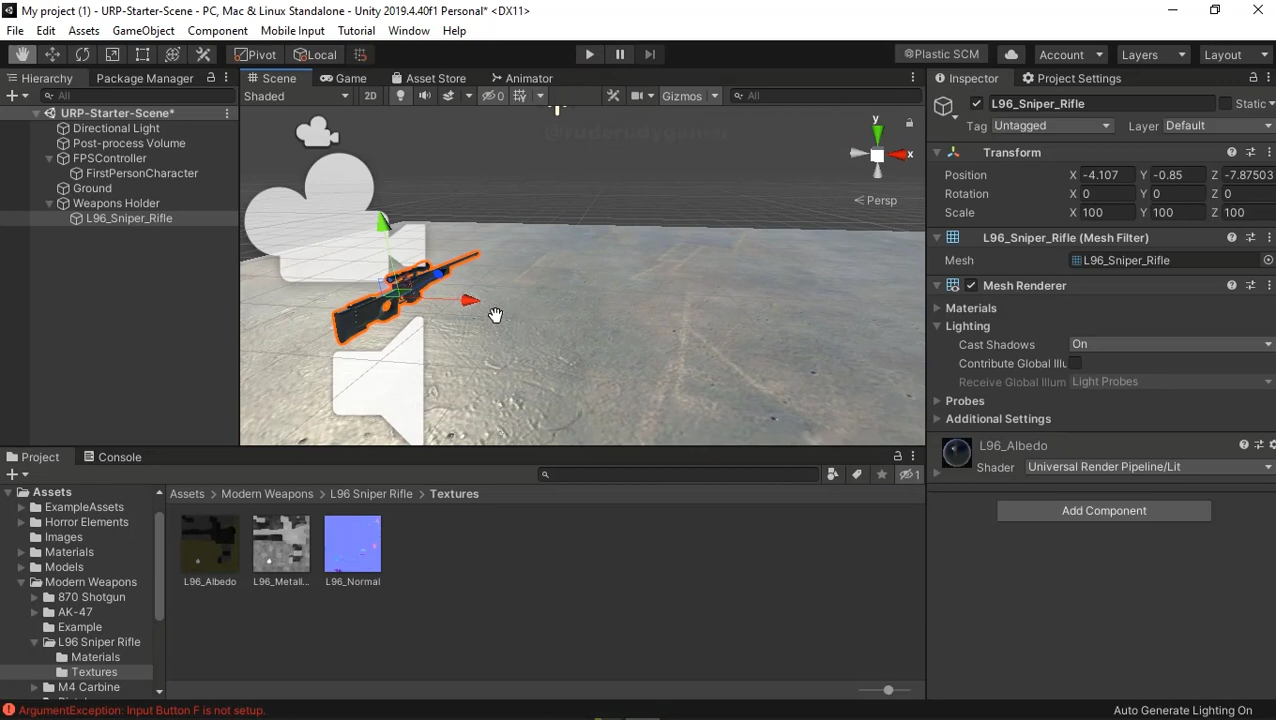 My project (1) - URP-Starter-Scene - PC, Mac & Linux Standalone - Unity 2019.4.40f1 Personal* <DX11>
File Edit Assets GameObject Component Mobile Input Tutorial Window Help
Pivot Local Plastic SCM Account Layers Layout
Hierarchy Package Manager Scene Game Asset Store Animator Inspector Project Settings
All Shaded 2D 0 Gizmos All L96_Sniper_Rifle Static
URP-Starter-Scene*
Tag Untagged Layer Default
Directional Light
Post-process Volume
FPSController
FirstPersonCharacter
Ground
Weapons Holder
L96_Sniper_Rifle
@ruderudygamer
y
x
Persp
Transform
Position X -4.107 Y -0.85 Z -7.87503
Rotation X 0 Y 0 Z 0
Scale X 100 Y 100 Z 100
L96_Sniper_Rifle (Mesh Filter)
Mesh L96_Sniper_Rifle
Mesh Renderer
Materials
Lighting
Cast Shadows On
Contribute Global Illu
Receive Global Illum Light Probes
Probes
Additional Settings
L96_Albedo
Shader Universal Render Pipeline/Lit
Add Component
Project Console
1
Assets
ExampleAssets
Horror Elements
Images
Materials
Models
Modern Weapons
870 Shotgun
AK-47
Example
L96 Sniper Rifle
Materials
Textures
M4 Carbine
Assets Modern Weapons L96 Sniper Rifle Textures
L96_Albedo L96_Metall... L96_Normal
ArgumentException: Input Button F is not setup.
Auto Generate Lighting On